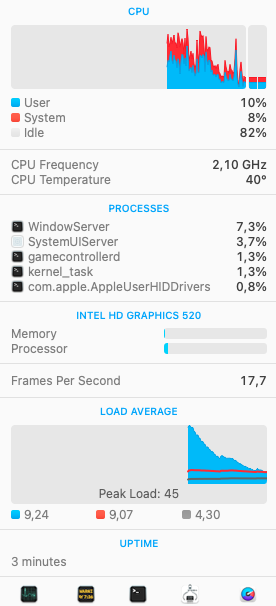 CPU
User 10%
System 8%
Idle 82%
CPU Frequency 2,10 GHz
CPU Temperature 40°
PROCESSES
WindowServer 7,3%
SystemUIServer 3,7%
gamecontrollerd 1,3%
kernel_task 1,3%
com.apple.AppleUserHIDDrivers 0,8%
INTEL HD GRAPHICS 520
Memory
Processor
Frames Per Second 17,7
LOAD AVERAGE
Peak Load: 45
9,24 9,07 4,30
UPTIME
3 minutes